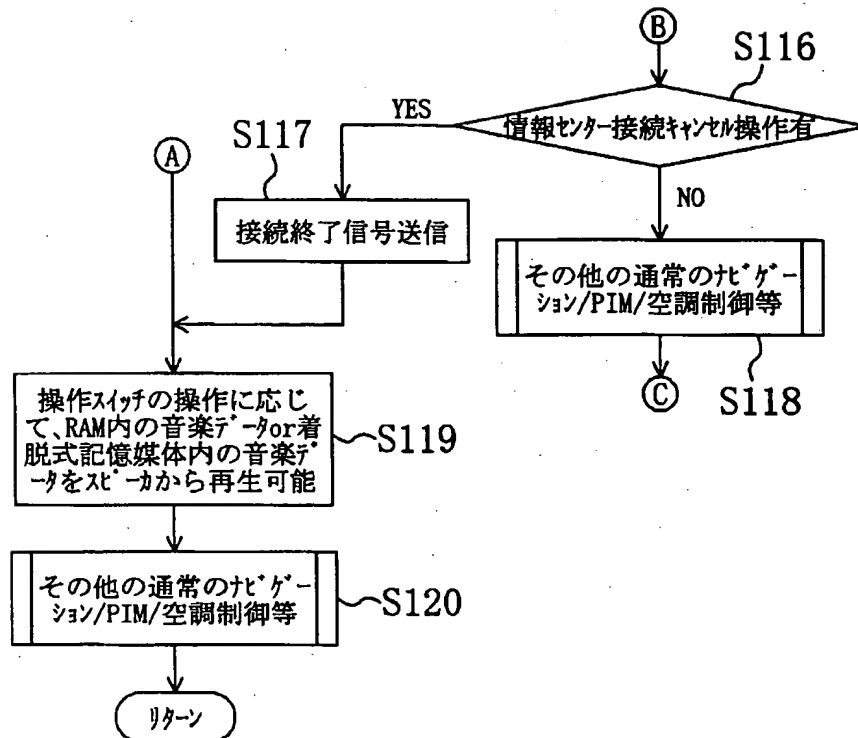 B
S116
情報センター接続キャンセル操作有
YES
NO
A
S117
接続終了信号送信
その他の通常のナビゲー
ション/PIM/空調制御等
C
S118
操作スイッチの操作に応じ
て、RAM内の音楽データor着
脱式記憶媒体内の音楽デ
ータをスピーカから再生可能
S119
その他の通常のナビゲー
ション/PIM/空調制御等
S120
リターン